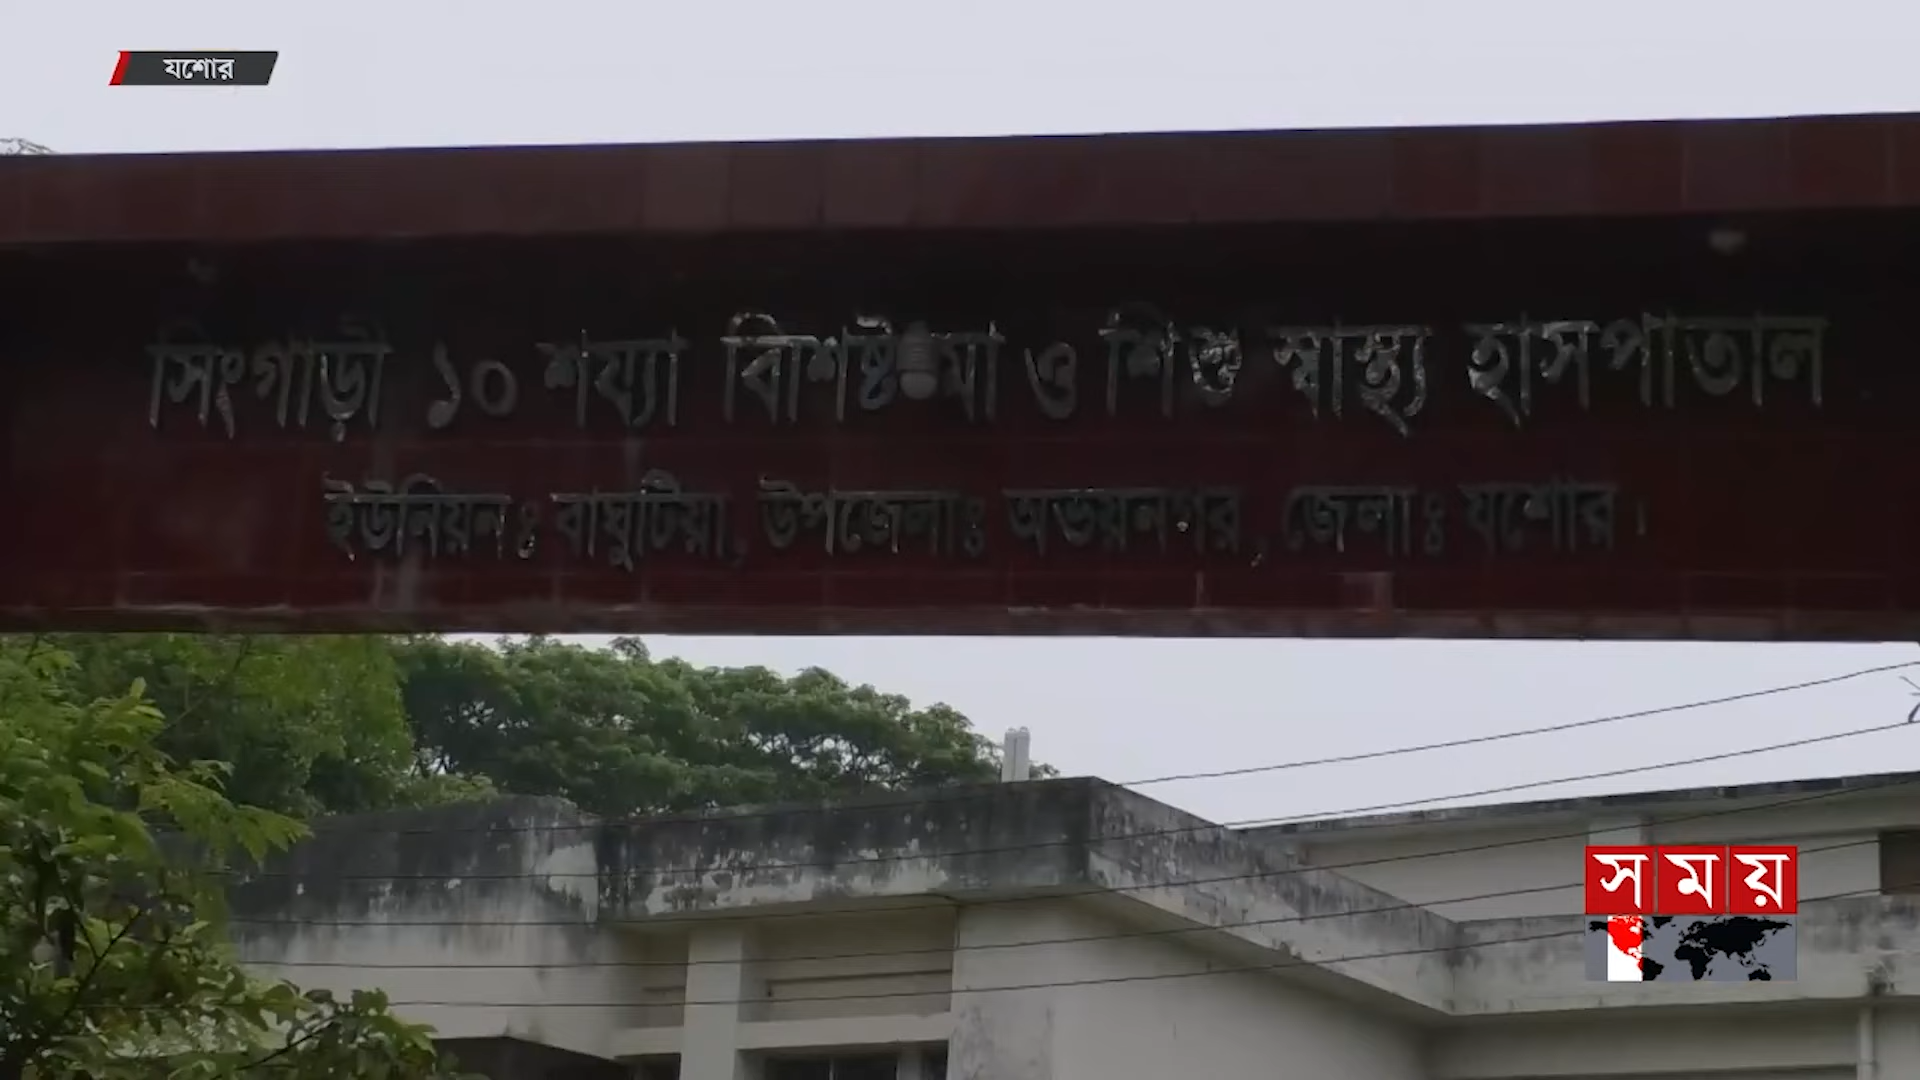 যশোর
সিংগাড়ী ১০ শয্যা বিশিষ্ট মা ও শিশু স্বাস্থ্য হাসপাতাল
ইউনিয়নঃ বাঘুটিয়া, উপজেলাঃ অভয়নগর, জেলাঃ যশোর।
সময়